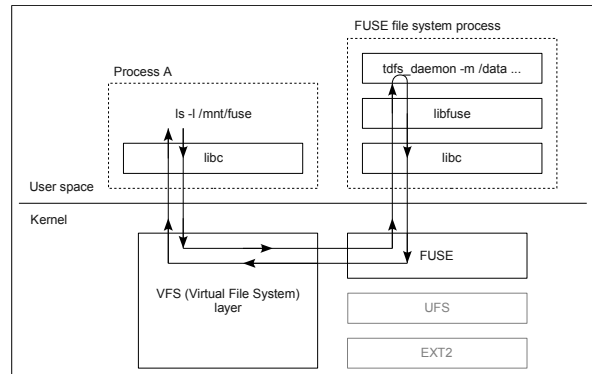 FUSE file system process
tdfs_daemon -m /data ...
Process A
ls -l /mnt/fuse
libfuse
libc
libc
User space
Kernel
FUSE
VFS (Virtual File System)
layer
UFS
EXT2